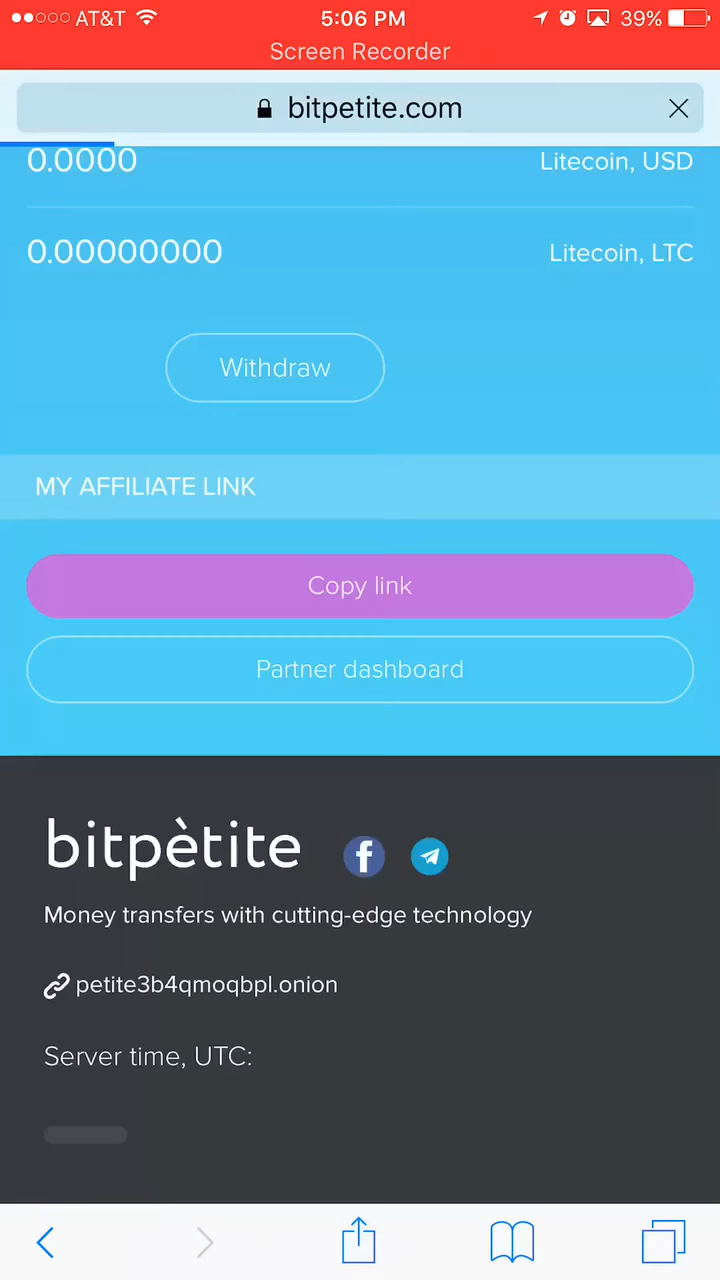 AT&T 5:06 PM 39%
Screen Recorder
bitpetite.com
0.0000 Litecoin, USD
0.00000000 Litecoin, LTC
Withdraw
MY AFFILIATE LINK
Copy link
Partner dashboard
bitpètite
Money transfers with cutting-edge technology
petite3b4qmoqbpl.onion
Server time, UTC: